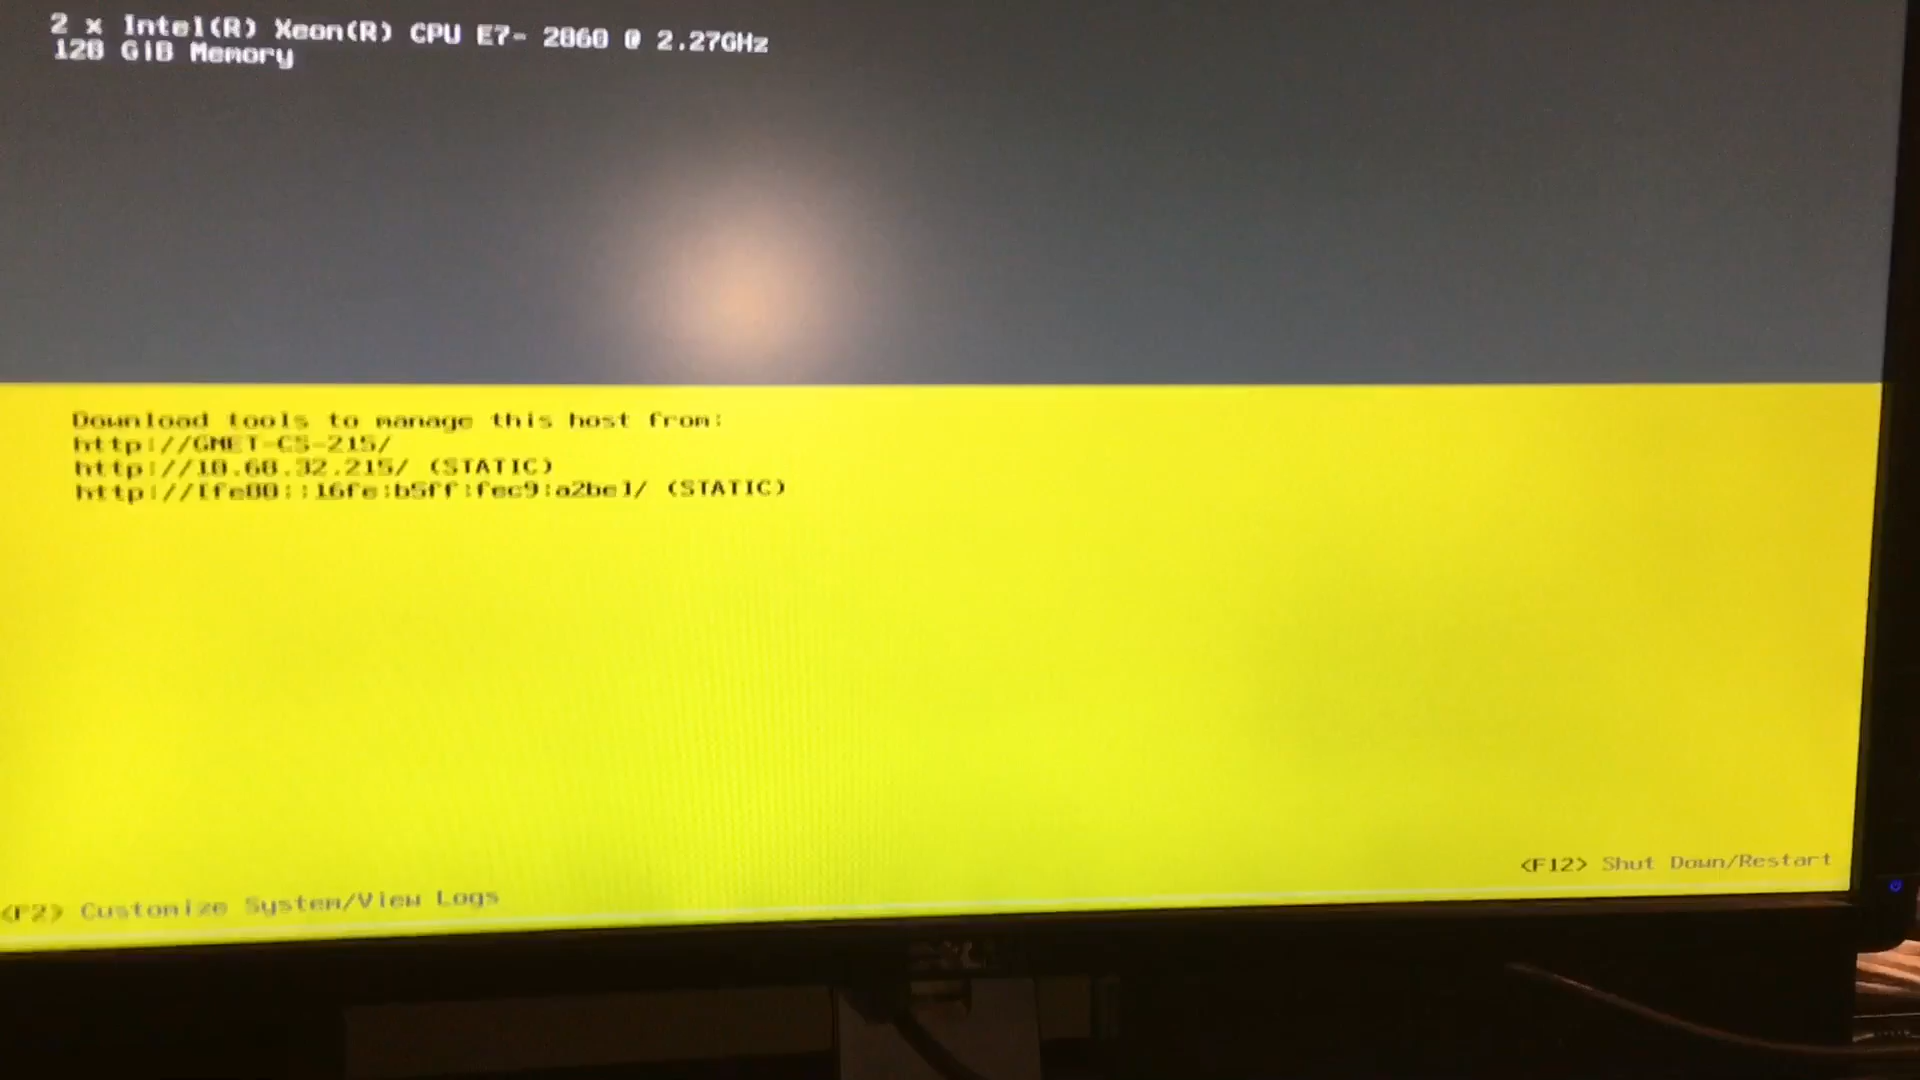 2 x Intel(R) Xeon(R) CPU E7- 2860 @ 2.27GHz
128 GiB Memory
Download tools to manage this host from:
http://GMET-CS-215/
http://10.68.32.215/ (STATIC)
http://[fe80::16fe:b5ff:fec9:a2be]/ (STATIC)
<F12> Shut Down/Restart
<F2> Customize System/View Logs